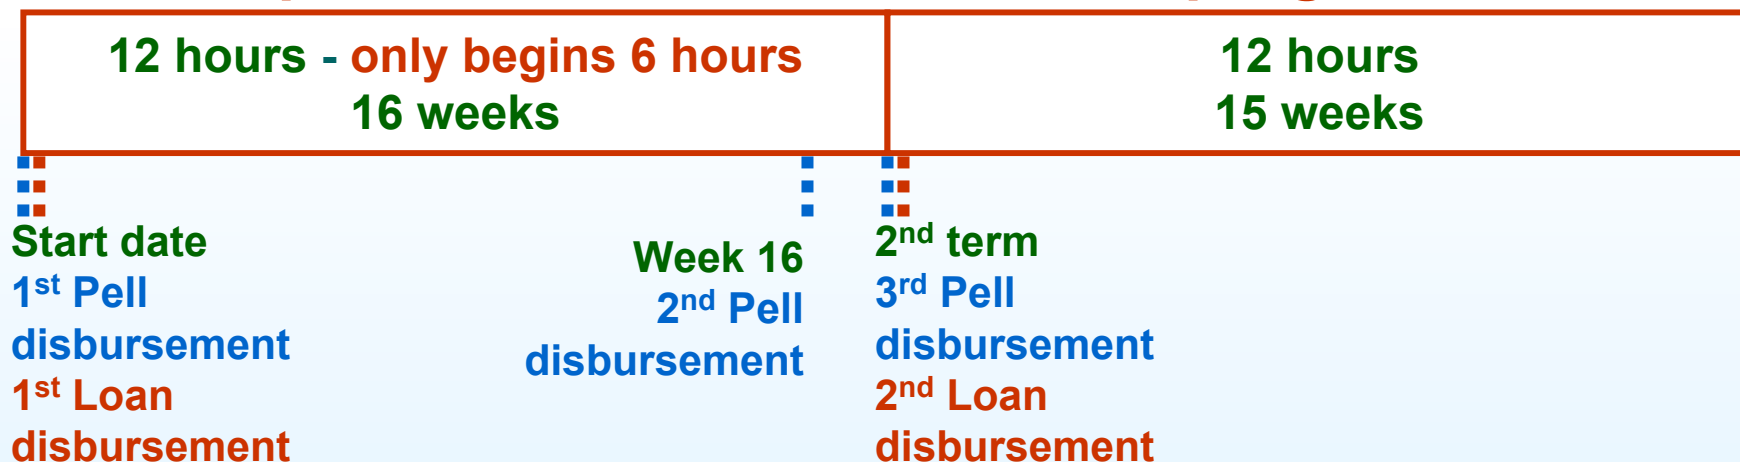 12 hours - only begins 6 hours
16 weeks
12 hours
15 weeks
Start date
1st Pell
disbursement
1st Loan
disbursement
Week 16
2nd Pell
disbursement
2nd term
3rd Pell
disbursement
2nd Loan
disbursement